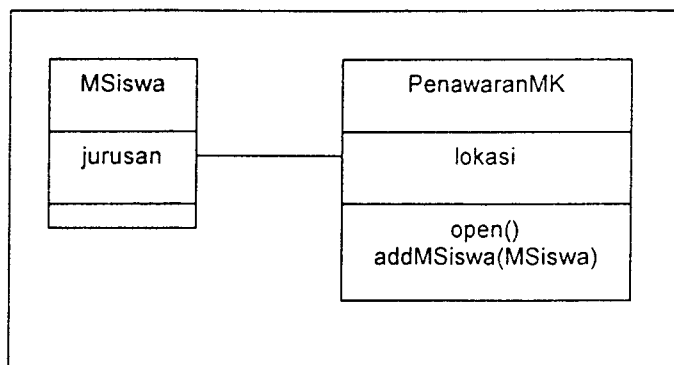 MSiswa
jurusan
PenawaranMK
lokasi
open()
addMSiswa(MSiswa)